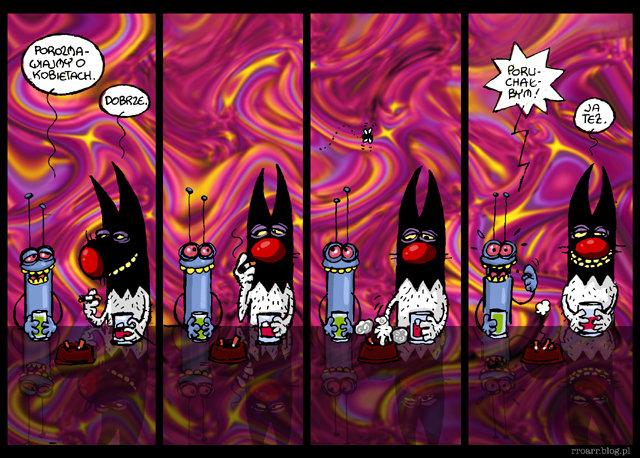 POROZMA-
WIAJMY O
KOBIETACH.
DOBRZE.
PORU-
CHAŁ-
BYM!
JA
TEŻ.
rroarr.blog.pl